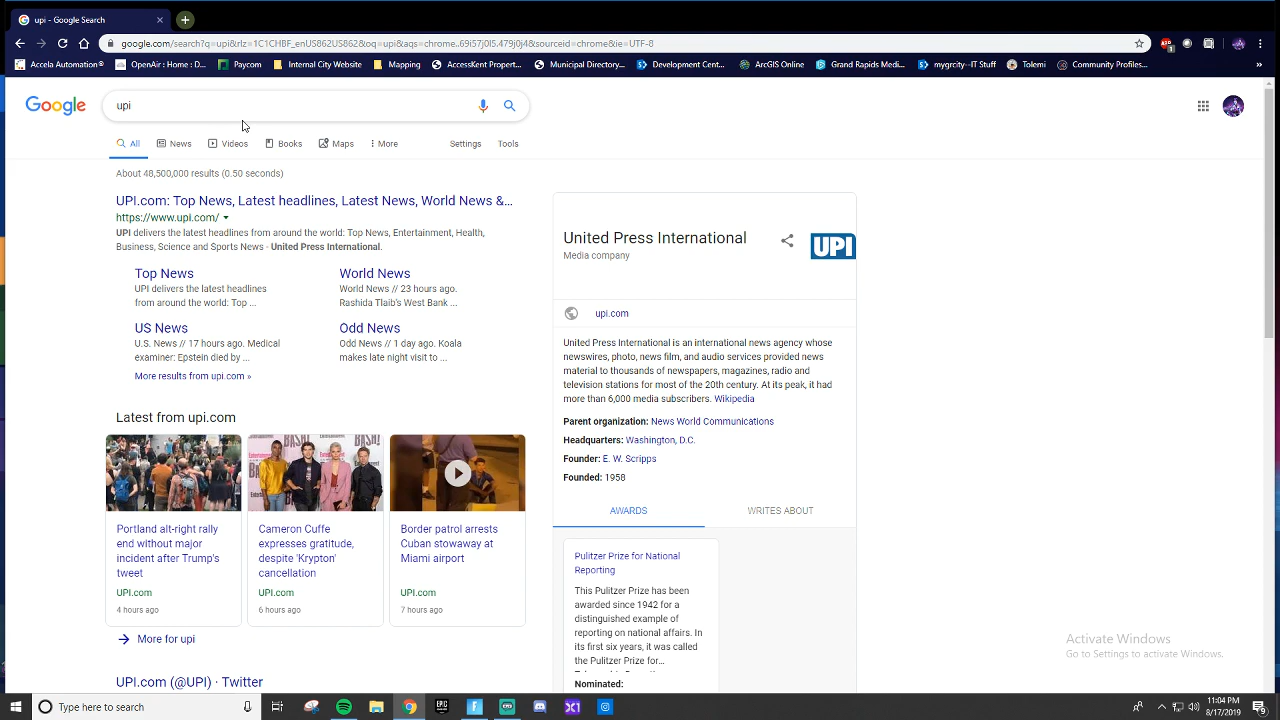 upi - Google Search
google.com/search?q=upi&rlz=1C1CHBF_enUS862US862&oq=upi&aqs=chrome..69i57j0l5.479j0j4&sourceid=chrome&ie=UTF-8
Accela Automation® OpenAir : Home : D... Paycom Internal City Website Mapping AccessKent Propert... Municipal Directory... Development Cent... ArcGIS Online Grand Rapids Medi... mygrcity--IT Stuff Tolemi Community Profiles... »
Google
upi
All News Videos Books Maps More Settings Tools
About 48,500,000 results (0.50 seconds)
UPI.com: Top News, Latest headlines, Latest News, World News &...
https://www.upi.com/
UPI delivers the latest headlines from around the world: Top News, Entertainment, Health,
Business, Science and Sports News - United Press International.
Top News
UPI delivers the latest headlines
from around the world: Top ...
World News
World News // 23 hours ago.
Rashida Tlaib's West Bank ...
US News
U.S. News // 17 hours ago. Medical
examiner: Epstein died by ...
Odd News
Odd News // 1 day ago. Koala
makes late night visit to ...
More results from upi.com »
Latest from upi.com
Portland alt-right rally
end without major
incident after Trump's
tweet
UPI.com
4 hours ago
Cameron Cuffe
expresses gratitude,
despite 'Krypton'
cancellation
UPI.com
6 hours ago
Border patrol arrests
Cuban stowaway at
Miami airport
UPI.com
7 hours ago
More for upi
UPI.com (@UPI) · Twitter
United Press International
Media company
UPI
upi.com
United Press International is an international news agency whose
newswires, photo, news film, and audio services provided news
material to thousands of newspapers, magazines, radio and
television stations for most of the 20th century. At its peak, it had
more than 6,000 media subscribers. Wikipedia
Parent organization: News World Communications
Headquarters: Washington, D.C.
Founder: E. W. Scripps
Founded: 1958
AWARDS WRITES ABOUT
Pulitzer Prize for National
Reporting
This Pulitzer Prize has been
awarded since 1942 for a
distinguished example of
reporting on national affairs. In
its first six years, it was called
the Pulitzer Prize for...
Nominated:
Activate Windows
Go to Settings to activate Windows.
Type here to search
EPIC
11:04 PM
8/17/2019